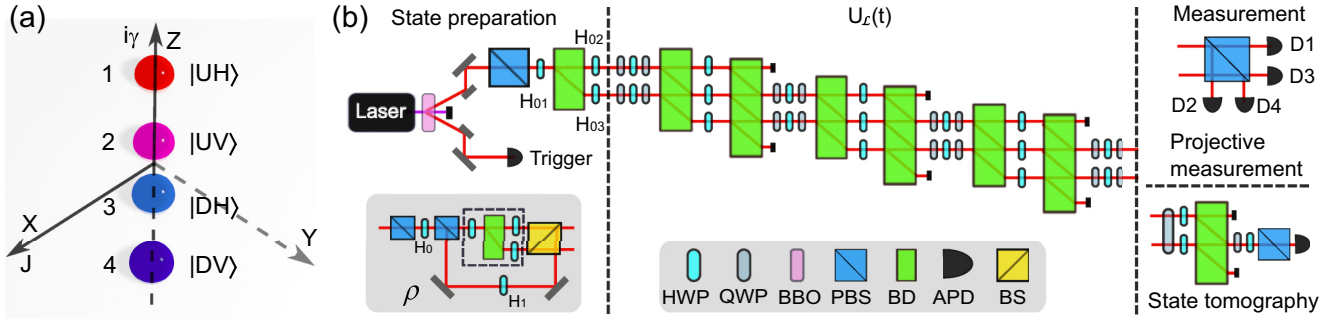 (a)
iγ
Z
1
|UH⟩
2
|UV⟩
3
|DH⟩
X
J
Y
4
|DV⟩
(b)
State preparation
H02
H01
H03
Laser
Trigger
H0
ρ
H1
U𝓛(t)
HWP QWP BBO PBS BD APD BS
Measurement
D1
D3
D2
D4
Projective
measurement
State tomography